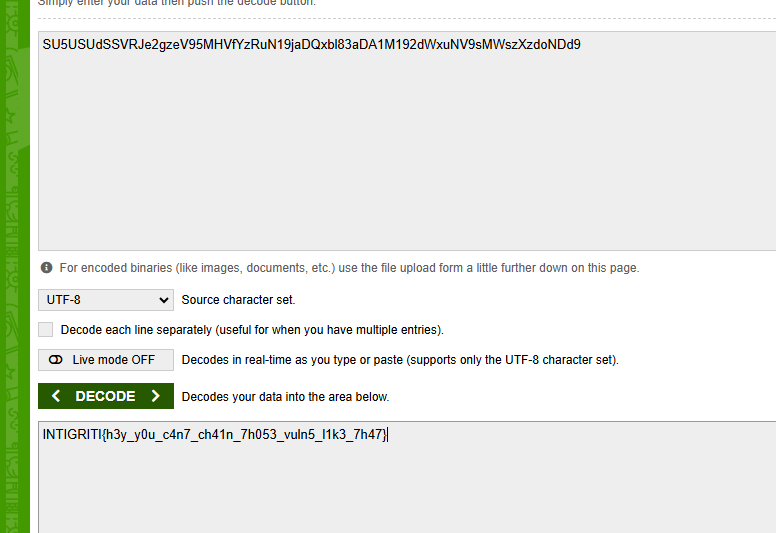 Simply enter your data then push the decode button.
SU5USUdSSVRJe2gzeV95MHVfYzRuN19jaDQxbl83aDA1M192dWxuNV9sMWszXzdoNDd9
For encoded binaries (like images, documents, etc.) use the file upload form a little further down on this page.
UTF-8 Source character set.
Decode each line separately (useful for when you have multiple entries).
Live mode OFF Decodes in real-time as you type or paste (supports only the UTF-8 character set).
< DECODE > Decodes your data into the area below.
INTIGRITI{h3y_y0u_c4n7_ch41n_7h053_vuln5_l1k3_7h47}